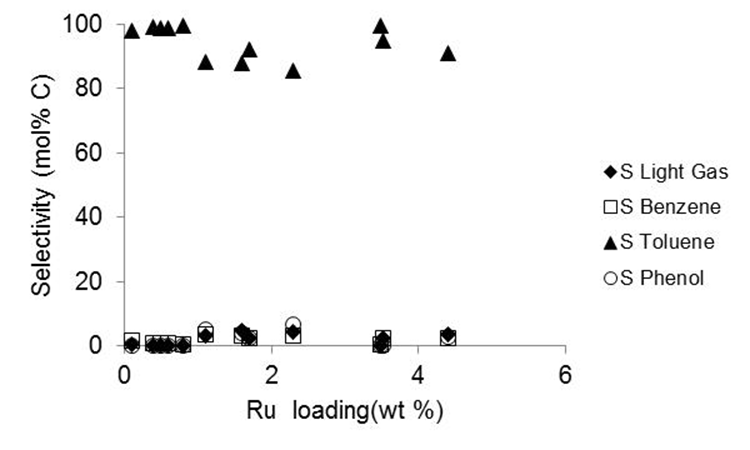 Selectivity (mol% C)
100
80
60
40
20
0
0 2 4 6
Ru loading(wt %)
S Light Gas
S Benzene
S Toluene
S Phenol